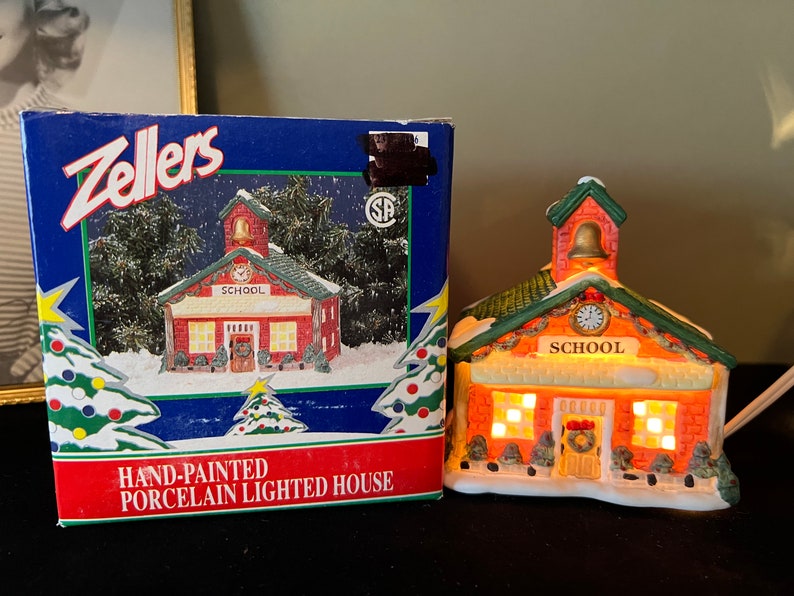 Zellers
SCHOOL
HAND-PAINTED
PORCELAIN LIGHTED HOUSE
SCHOOL